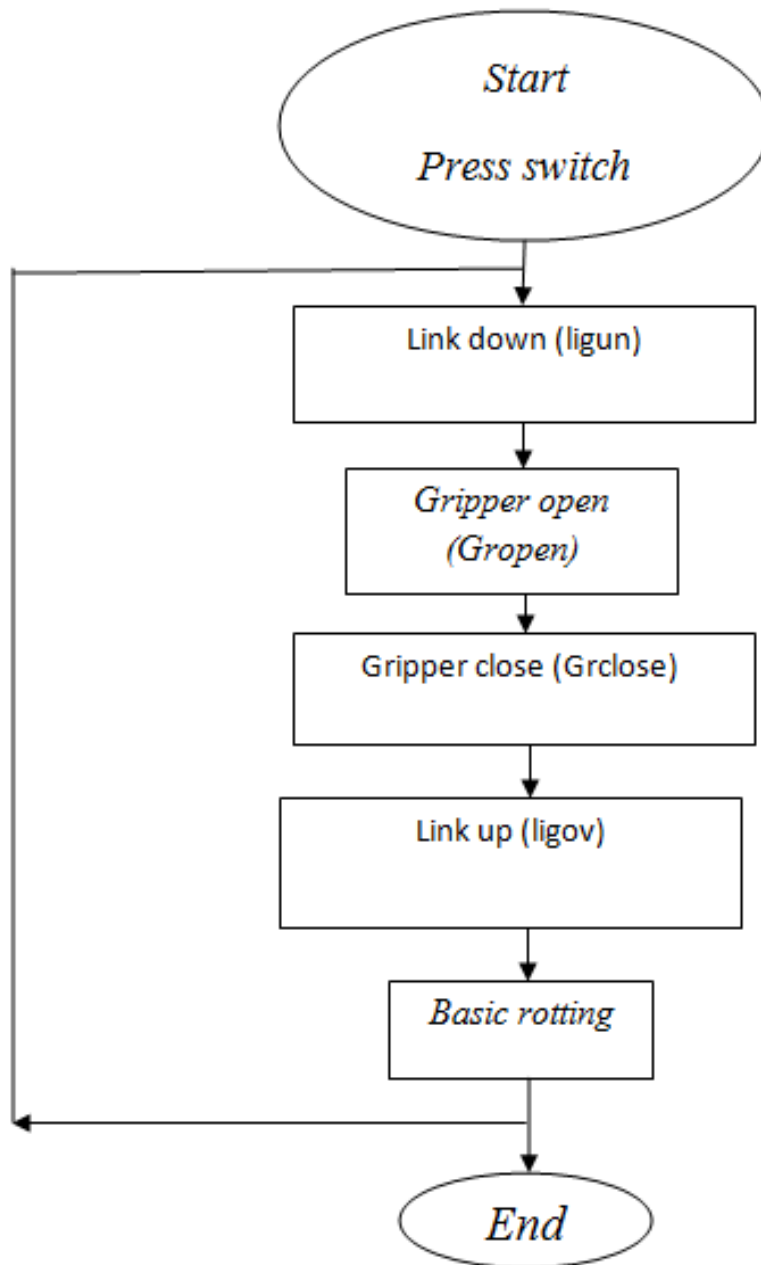 Start
Press switch
Link down (ligun)
Gripper open
(Gropen)
Gripper close (Grclose)
Link up (ligov)
Basic rotting
End